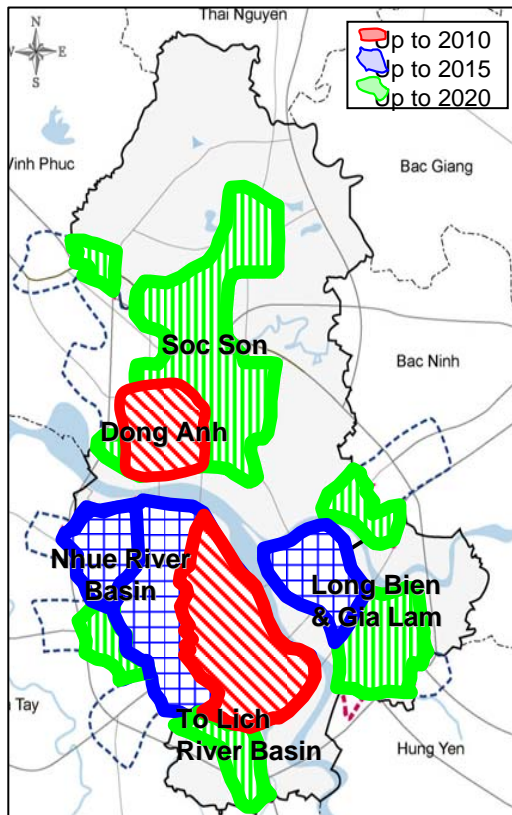 Thai Nguyen
Up to 2010
Up to 2015
Up to 2020
N
W
E
S
Vinh Phuc
Bac Giang
Soc Son
Bac Ninh
Dong Anh
Nhue River
Basin
Long Bien
& Gia Lam
Tay
To Lich
River Basin
Hung Yen